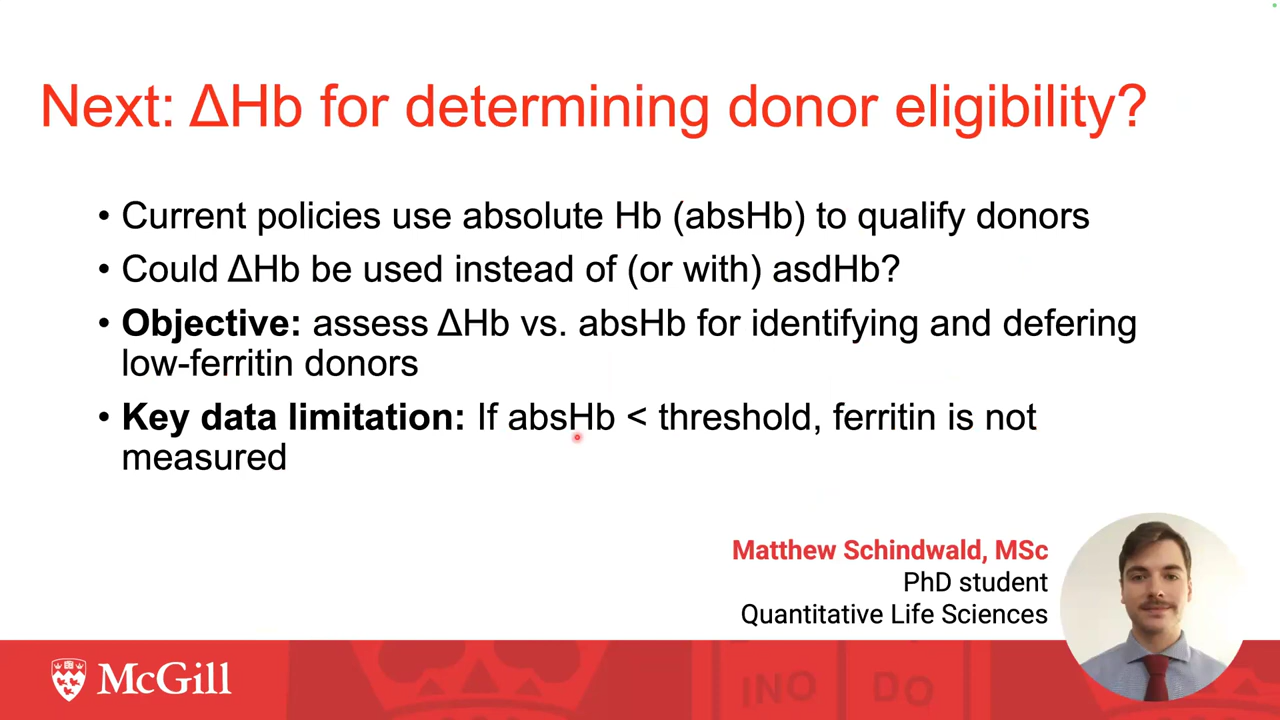 Next: ΔHb for determining donor eligibility?
• Current policies use absolute Hb (absHb) to qualify donors
• Could ΔHb be used instead of (or with) asdHb?
• Objective: assess ΔHb vs. absHb for identifying and defering
low-ferritin donors
• Key data limitation: If absHb < threshold, ferritin is not
measured
Matthew Schindwald, MSc
PhD student
Quantitative Life Sciences
McGill
INO DO